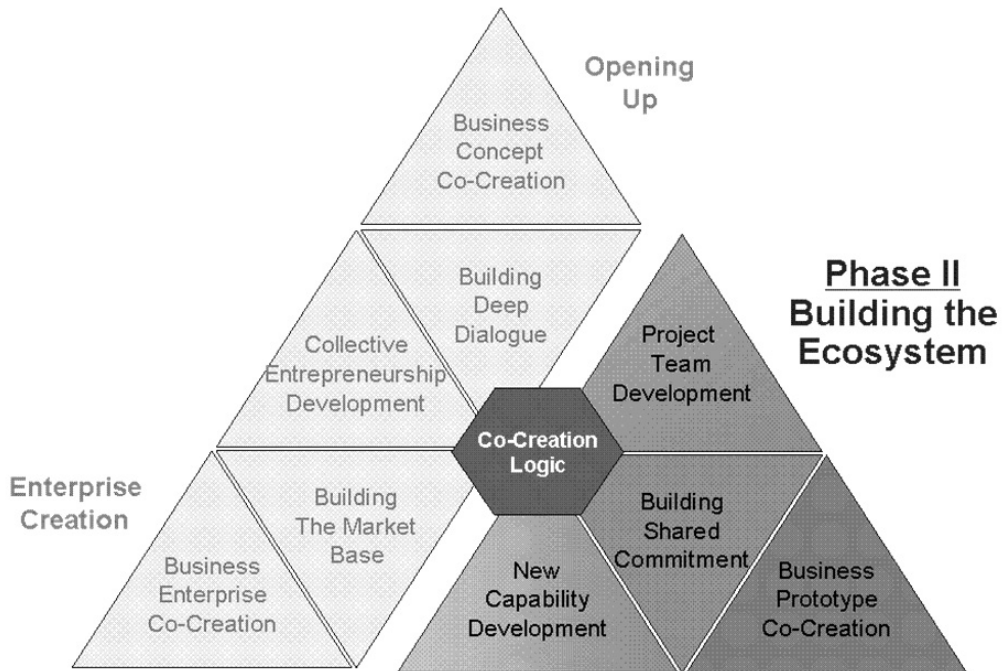 Opening
Up
Business
Concept
Co-Creation
Building
Deep
Dialogue
Phase II
Building the
Ecosystem
Project
Team
Development
Collective
Entrepreneurship
Development
Co-Creation
Logic
Enterprise
Creation
Building
The Market
Base
Building
Shared
Commitment
Business
Enterprise
Co-Creation
New
Capability
Development
Business
Prototype
Co-Creation